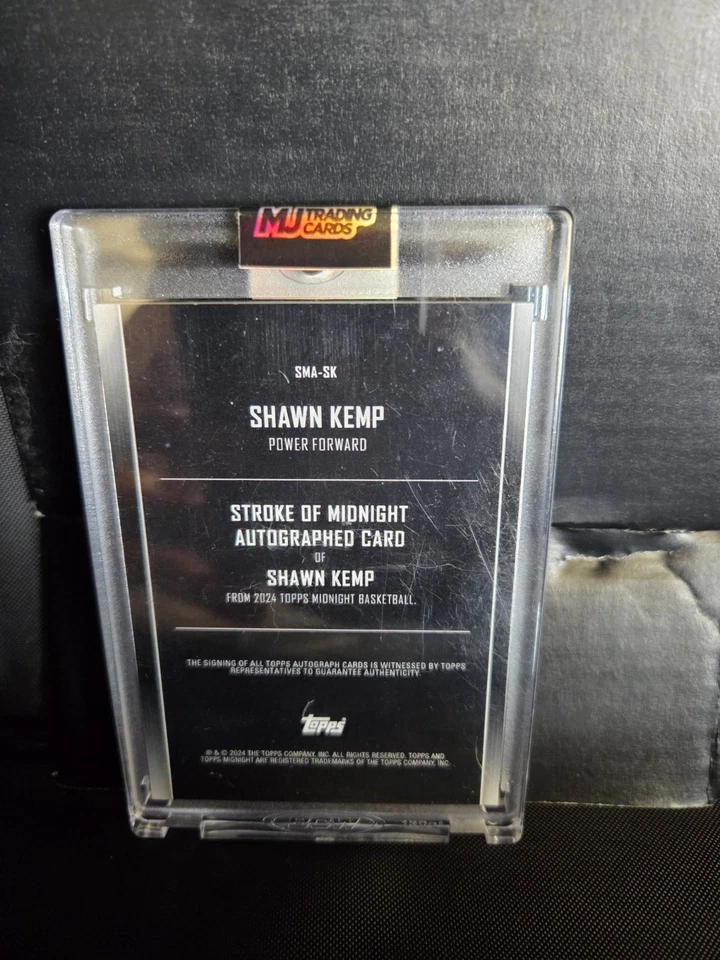 MJ TRADING
CARDS
SMA-SK
SHAWN KEMP
POWER FORWARD
STROKE OF MIDNIGHT
AUTOGRAPHED CARD
OF
SHAWN KEMP
FROM 2024 TOPPS MIDNIGHT BASKETBALL.
THE SIGNING OF ALL TOPPS AUTOGRAPH CARDS IS WITNESSED BY TOPPS
REPRESENTATIVES TO GUARANTEE AUTHENTICITY.
Topps
® & © 2024 THE TOPPS COMPANY, INC. ALL RIGHTS RESERVED. TOPPS AND
TOPPS MIDNIGHT ARE REGISTERED TRADEMARKS OF THE TOPPS COMPANY, INC.